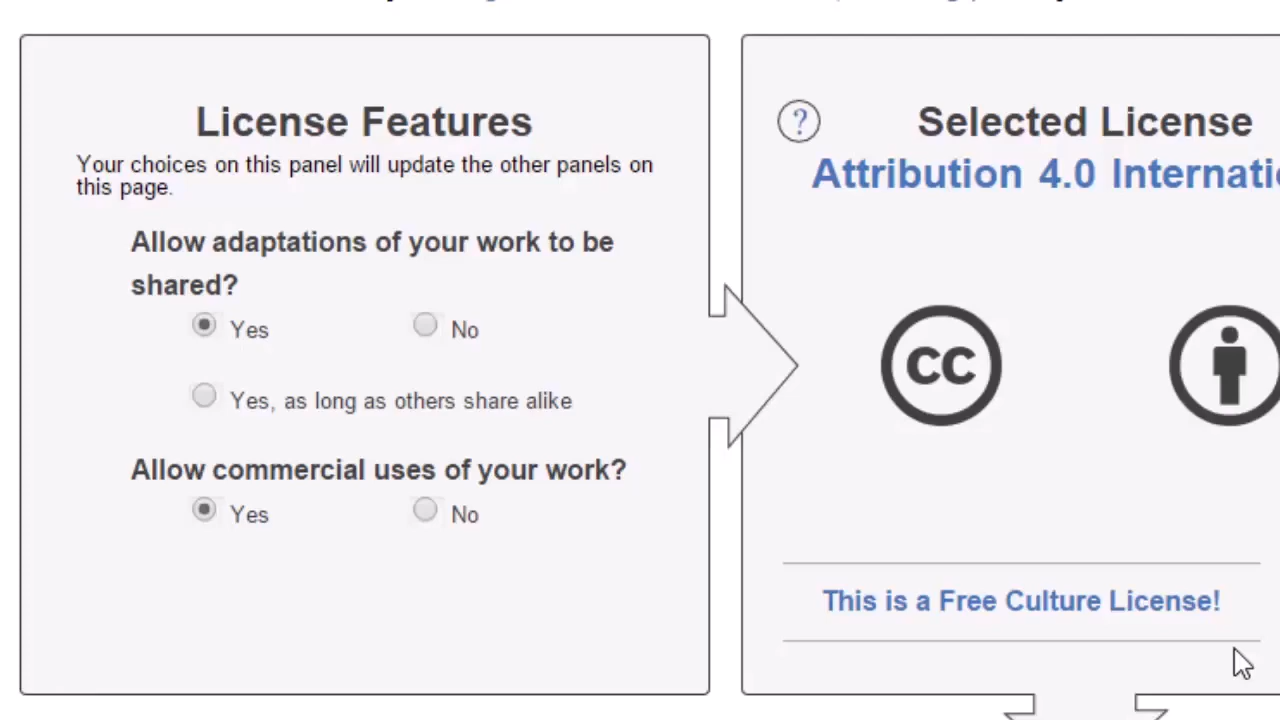 License Features
Your choices on this panel will update the other panels on
this page.
Allow adaptations of your work to be
shared?
Yes
No
Yes, as long as others share alike
Allow commercial uses of your work?
Yes
No
?
Selected License
Attribution 4.0 Internati
cc
This is a Free Culture License!